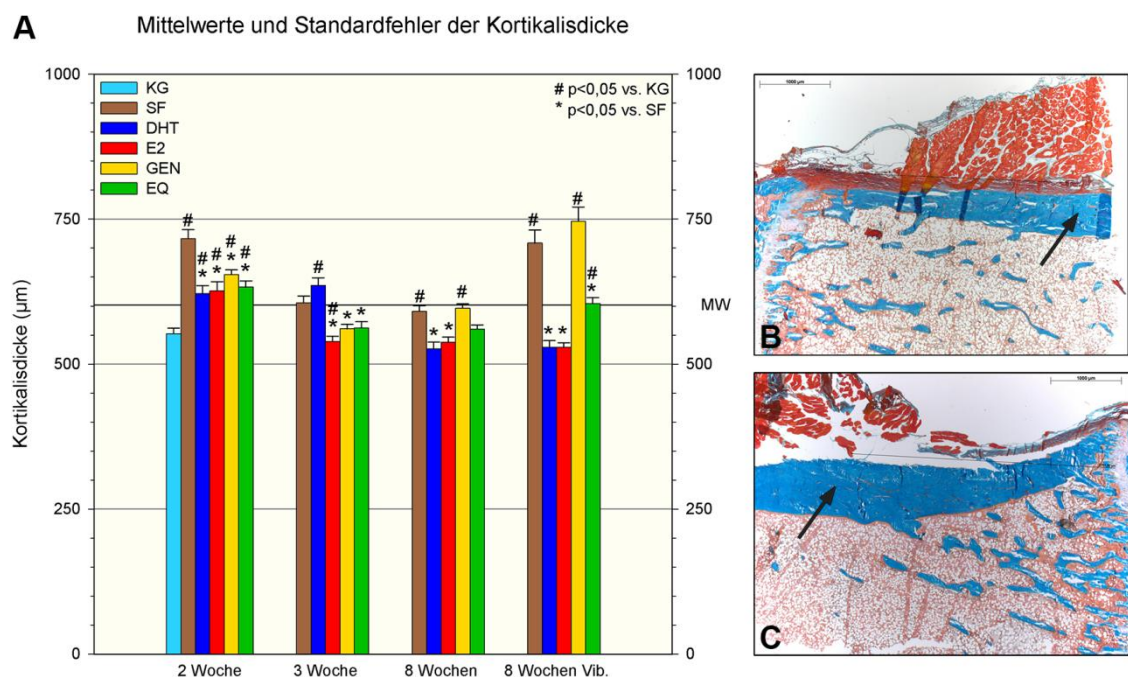 A
Mittelwerte und Standardfehler der Kortikalisdicke
Kortikalisdicke (µm)
1000
750
500
250
0
KG
SF
DHT
E2
GEN
EQ
# p<0,05 vs. KG
* p<0,05 vs. SF
#
# * # * # * # *
#
# * * *
# * * #
# * * # # *
1000
750
MW
500
250
0
2 Woche 3 Woche 8 Wochen 8 Wochen Vib.
1000 µm
B
1000 µm
C